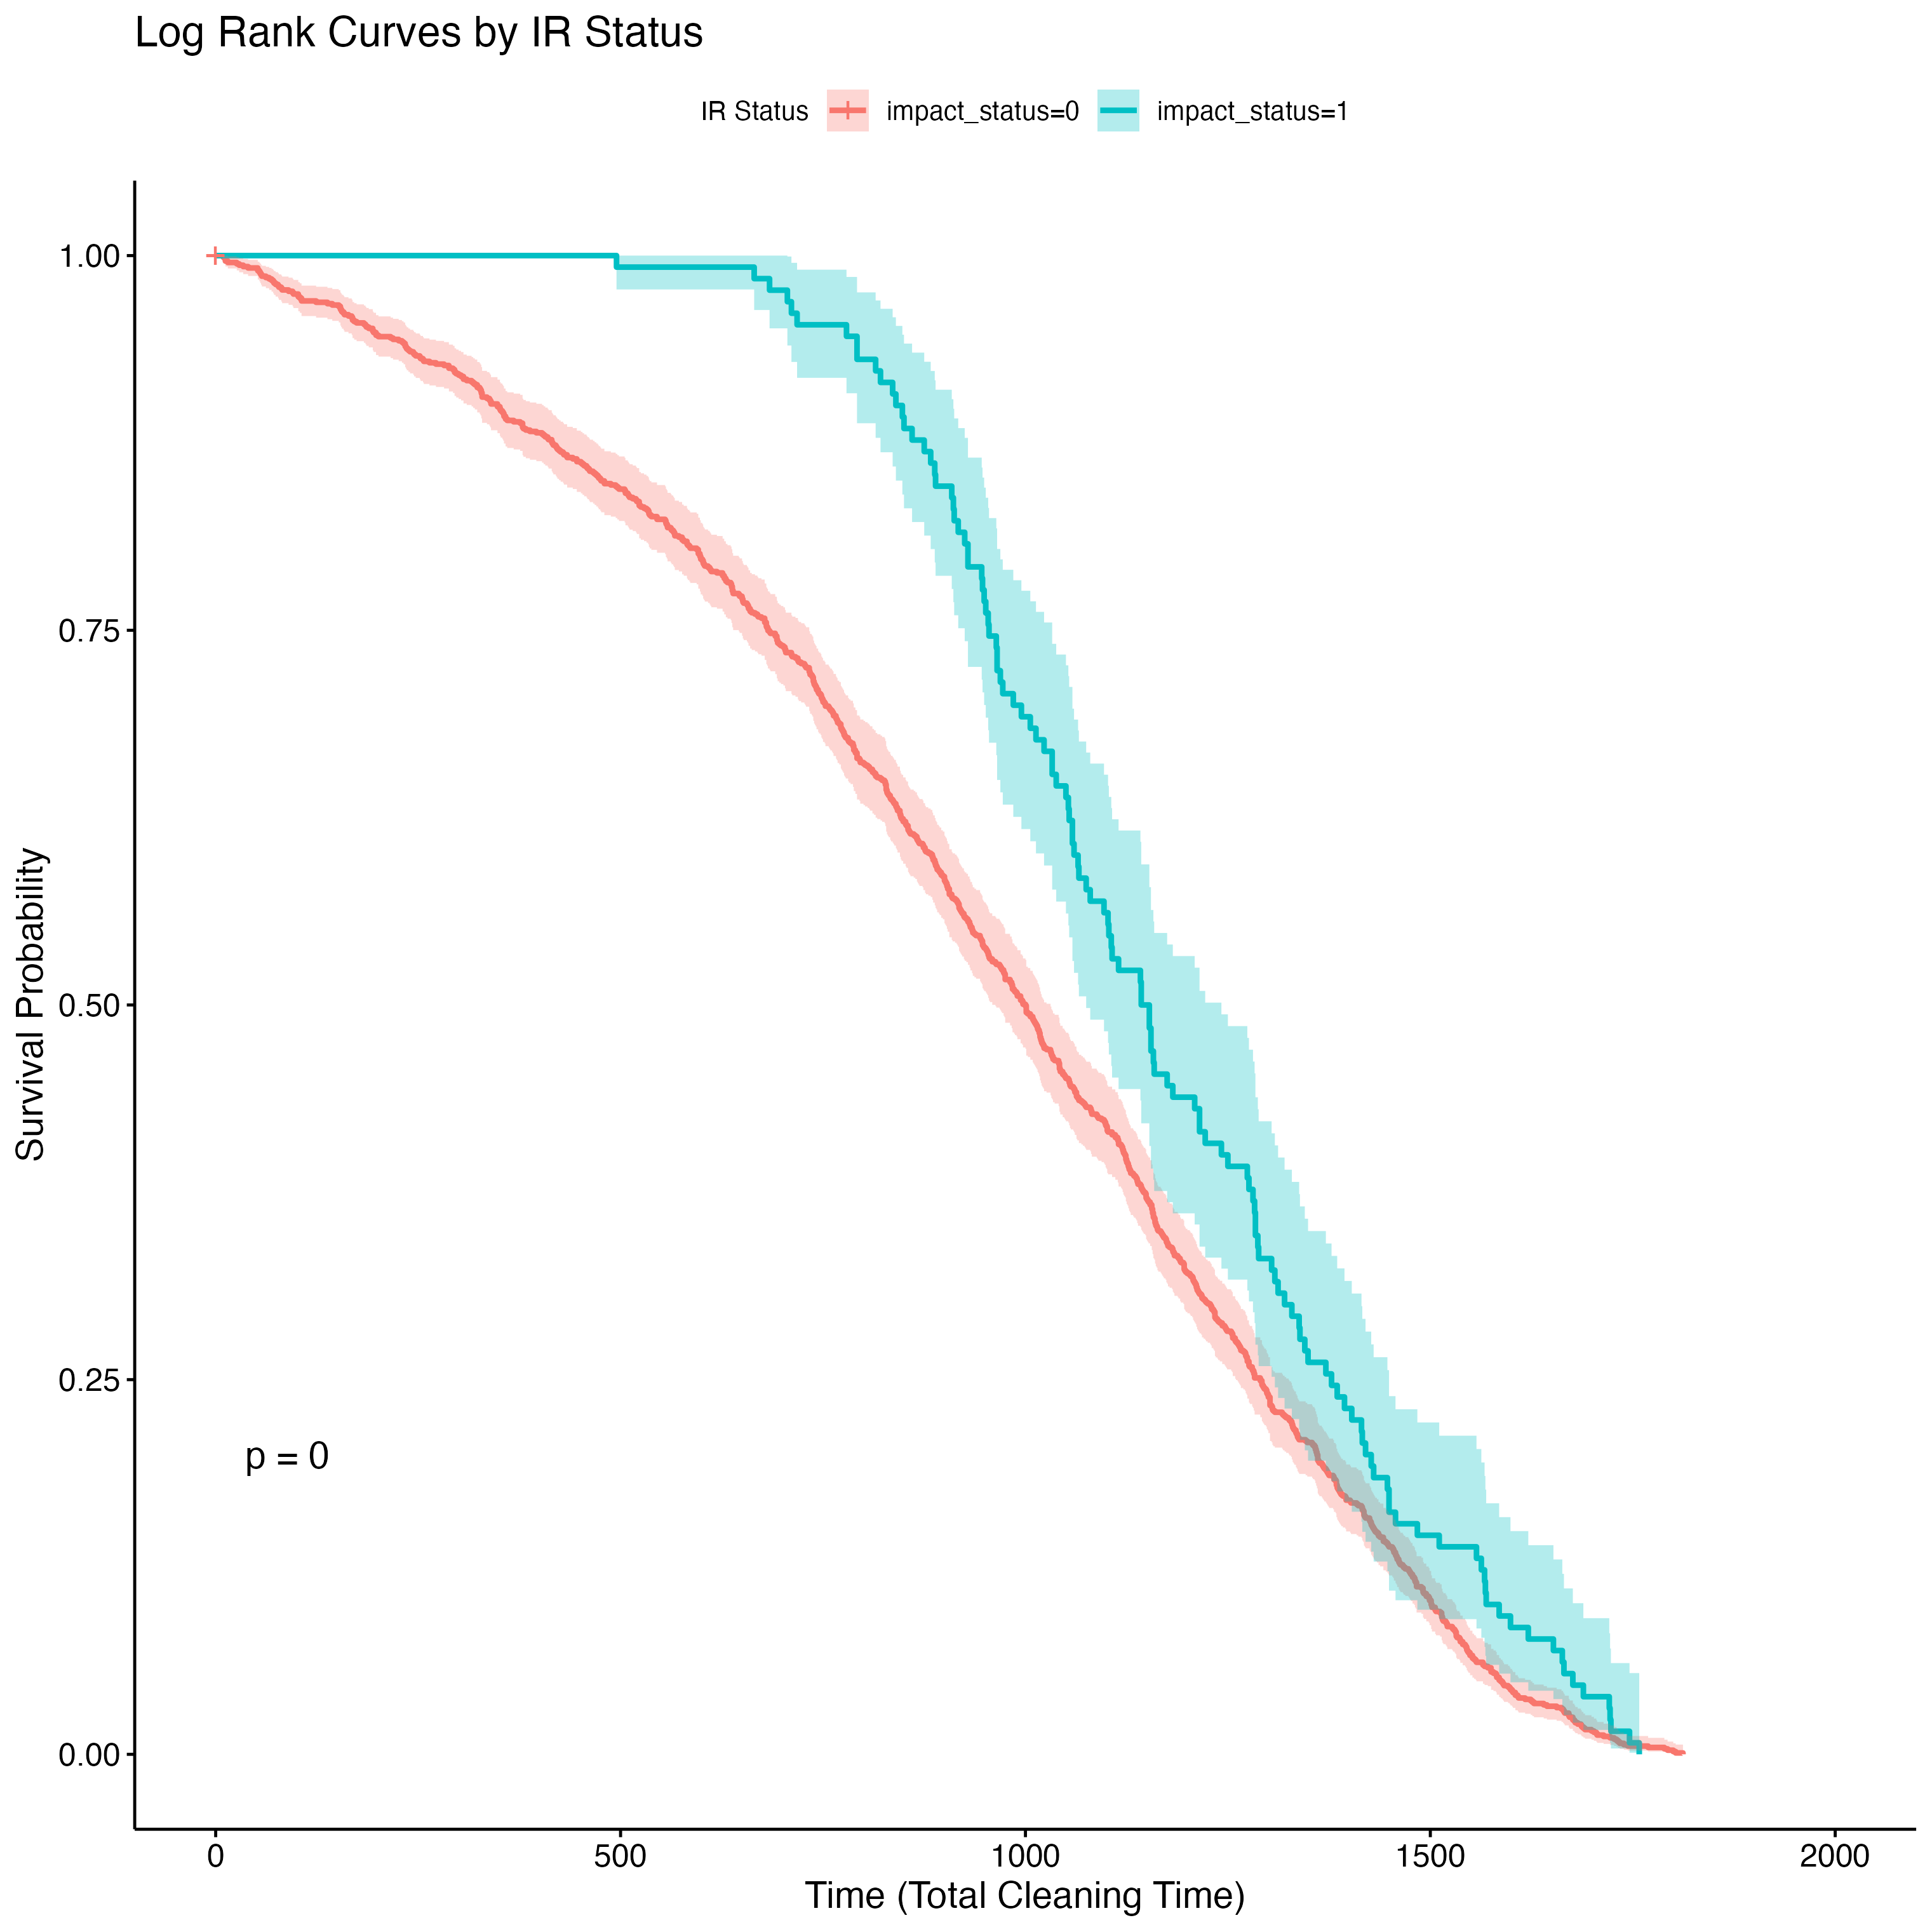 Log Rank Curves by IR Status
IR Status impact_status=0 impact_status=1
1.00
0.75
0.50
0.25
0.00
Survival Probability
p = 0
0 500 1000 1500 2000
Time (Total Cleaning Time)